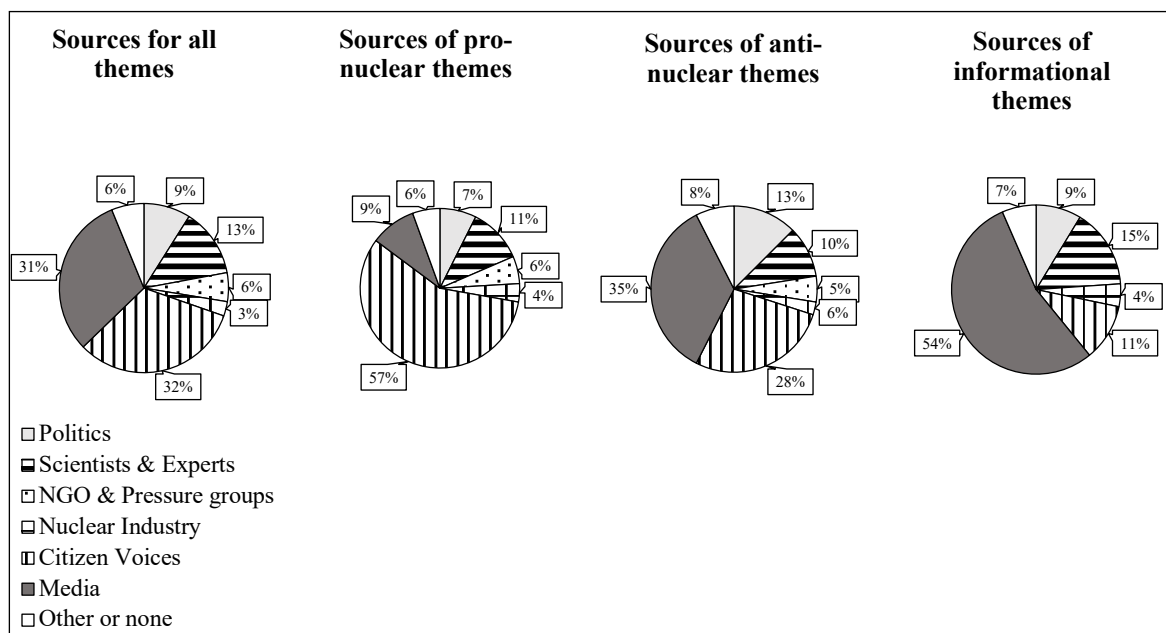 Sources for all
themes
Sources of pro-
nuclear themes
Sources of anti-
nuclear themes
Sources of
informational
themes
6%
9%
13%
31%
6%
3%
32%
6%
7%
9%
11%
6%
4%
57%
8%
13%
10%
35%
5%
6%
28%
7%
9%
15%
4%
54%
11%
Politics
Scientists & Experts
NGO & Pressure groups
Nuclear Industry
Citizen Voices
Media
Other or none